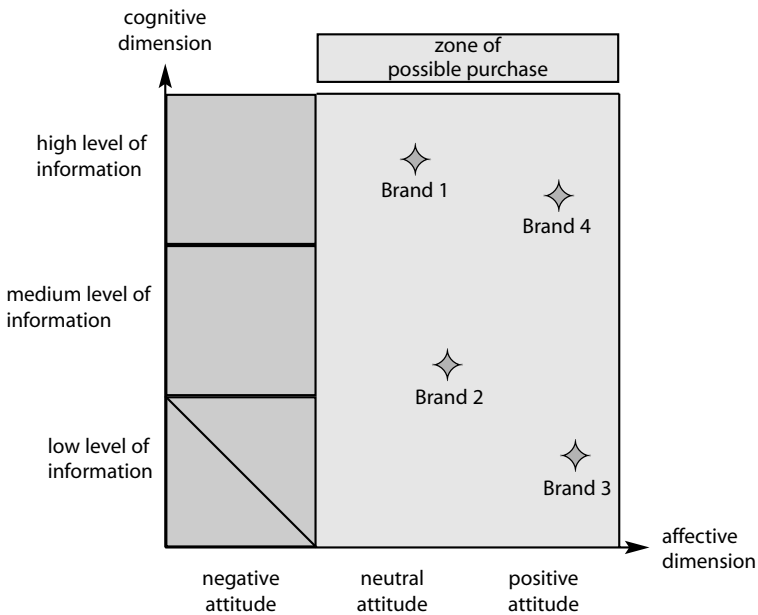 cognitive
dimension
zone of
possible purchase
high level of
information
Brand 1
Brand 4
medium level of
information
Brand 2
low level of
information
Brand 3
affective
dimension
negative
attitude
neutral
attitude
positive
attitude